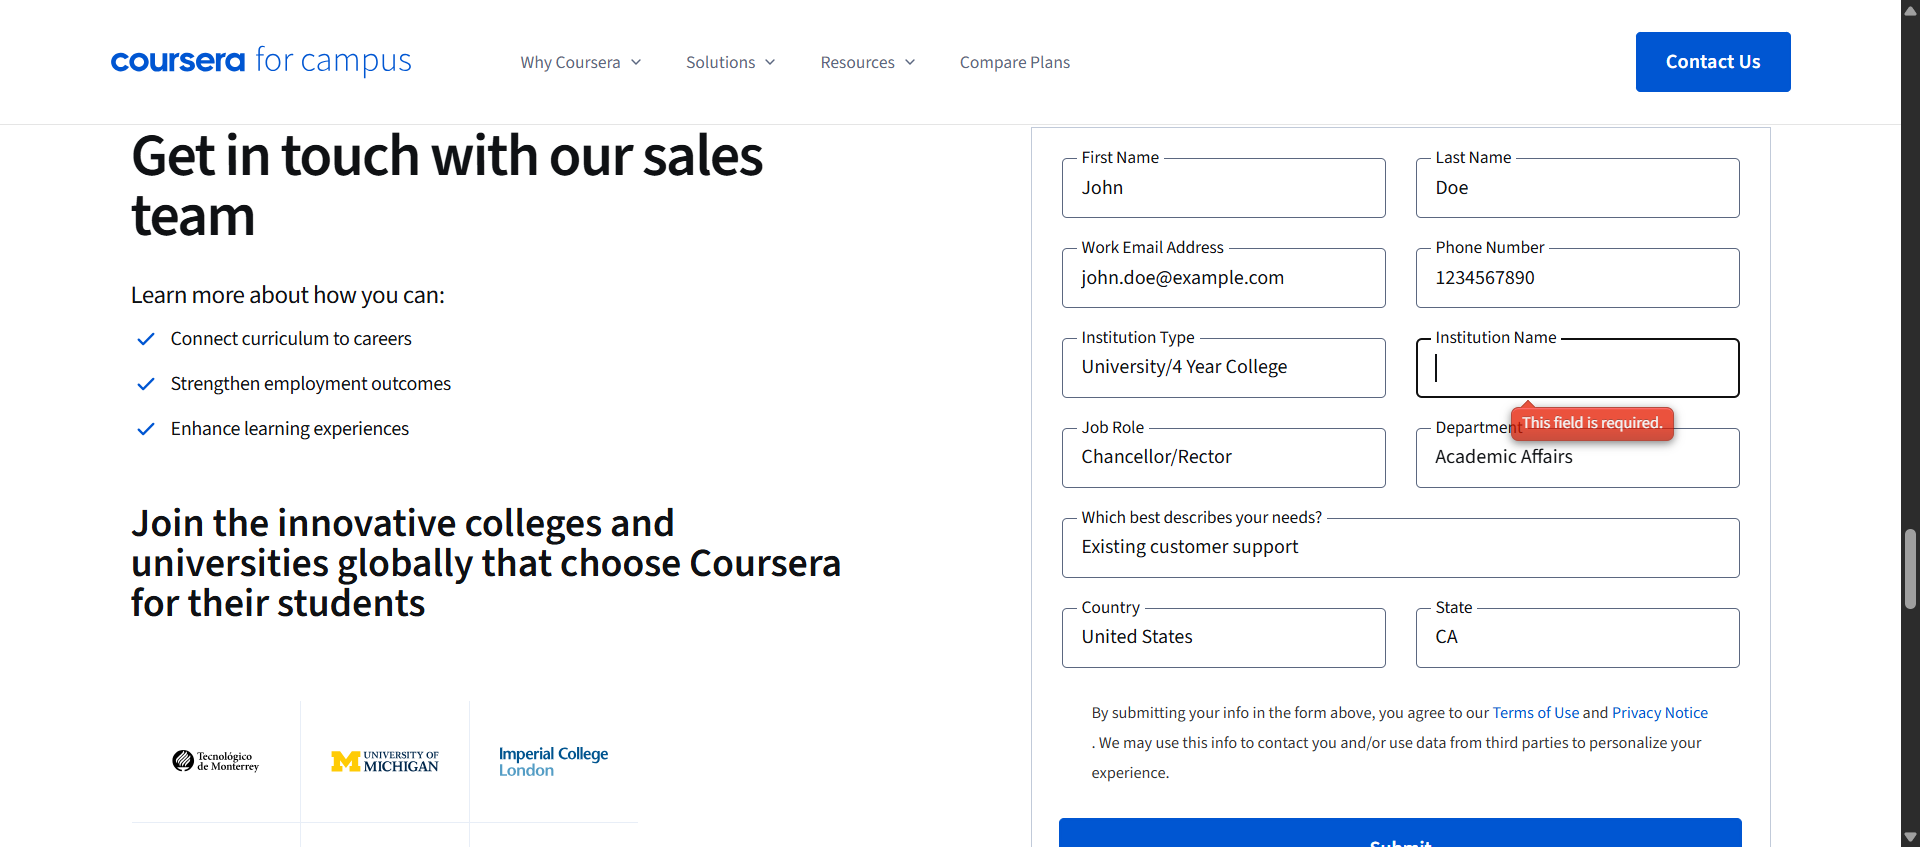 coursera for campus
Why Coursera
Solutions
Resources
Compare Plans
Contact Us
Get in touch with our sales
team
Learn more about how you can:
Connect curriculum to careers
Strengthen employment outcomes
Enhance learning experiences
Join the innovative colleges and
universities globally that choose Coursera
for their students
Tecnológico
de Monterrey
M UNIVERSITY OF
MICHIGAN
Imperial College
London
First Name
John
Last Name
Doe
Work Email Address
john.doe@example.com
Phone Number
1234567890
Institution Type
University/4 Year College
Institution Name
This field is required.
Job Role
Chancellor/Rector
Department
Academic Affairs
Which best describes your needs?
Existing customer support
Country
United States
State
CA
By submitting your info in the form above, you agree to our Terms of Use and Privacy Notice
. We may use this info to contact you and/or use data from third parties to personalize your
experience.
Submit